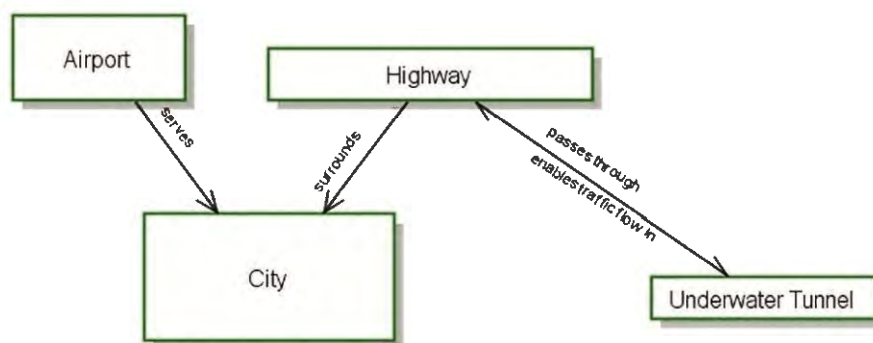 Airport
Highway
serves
surrounds
passes through
enables traffic flow in
City
Underwater Tunnel